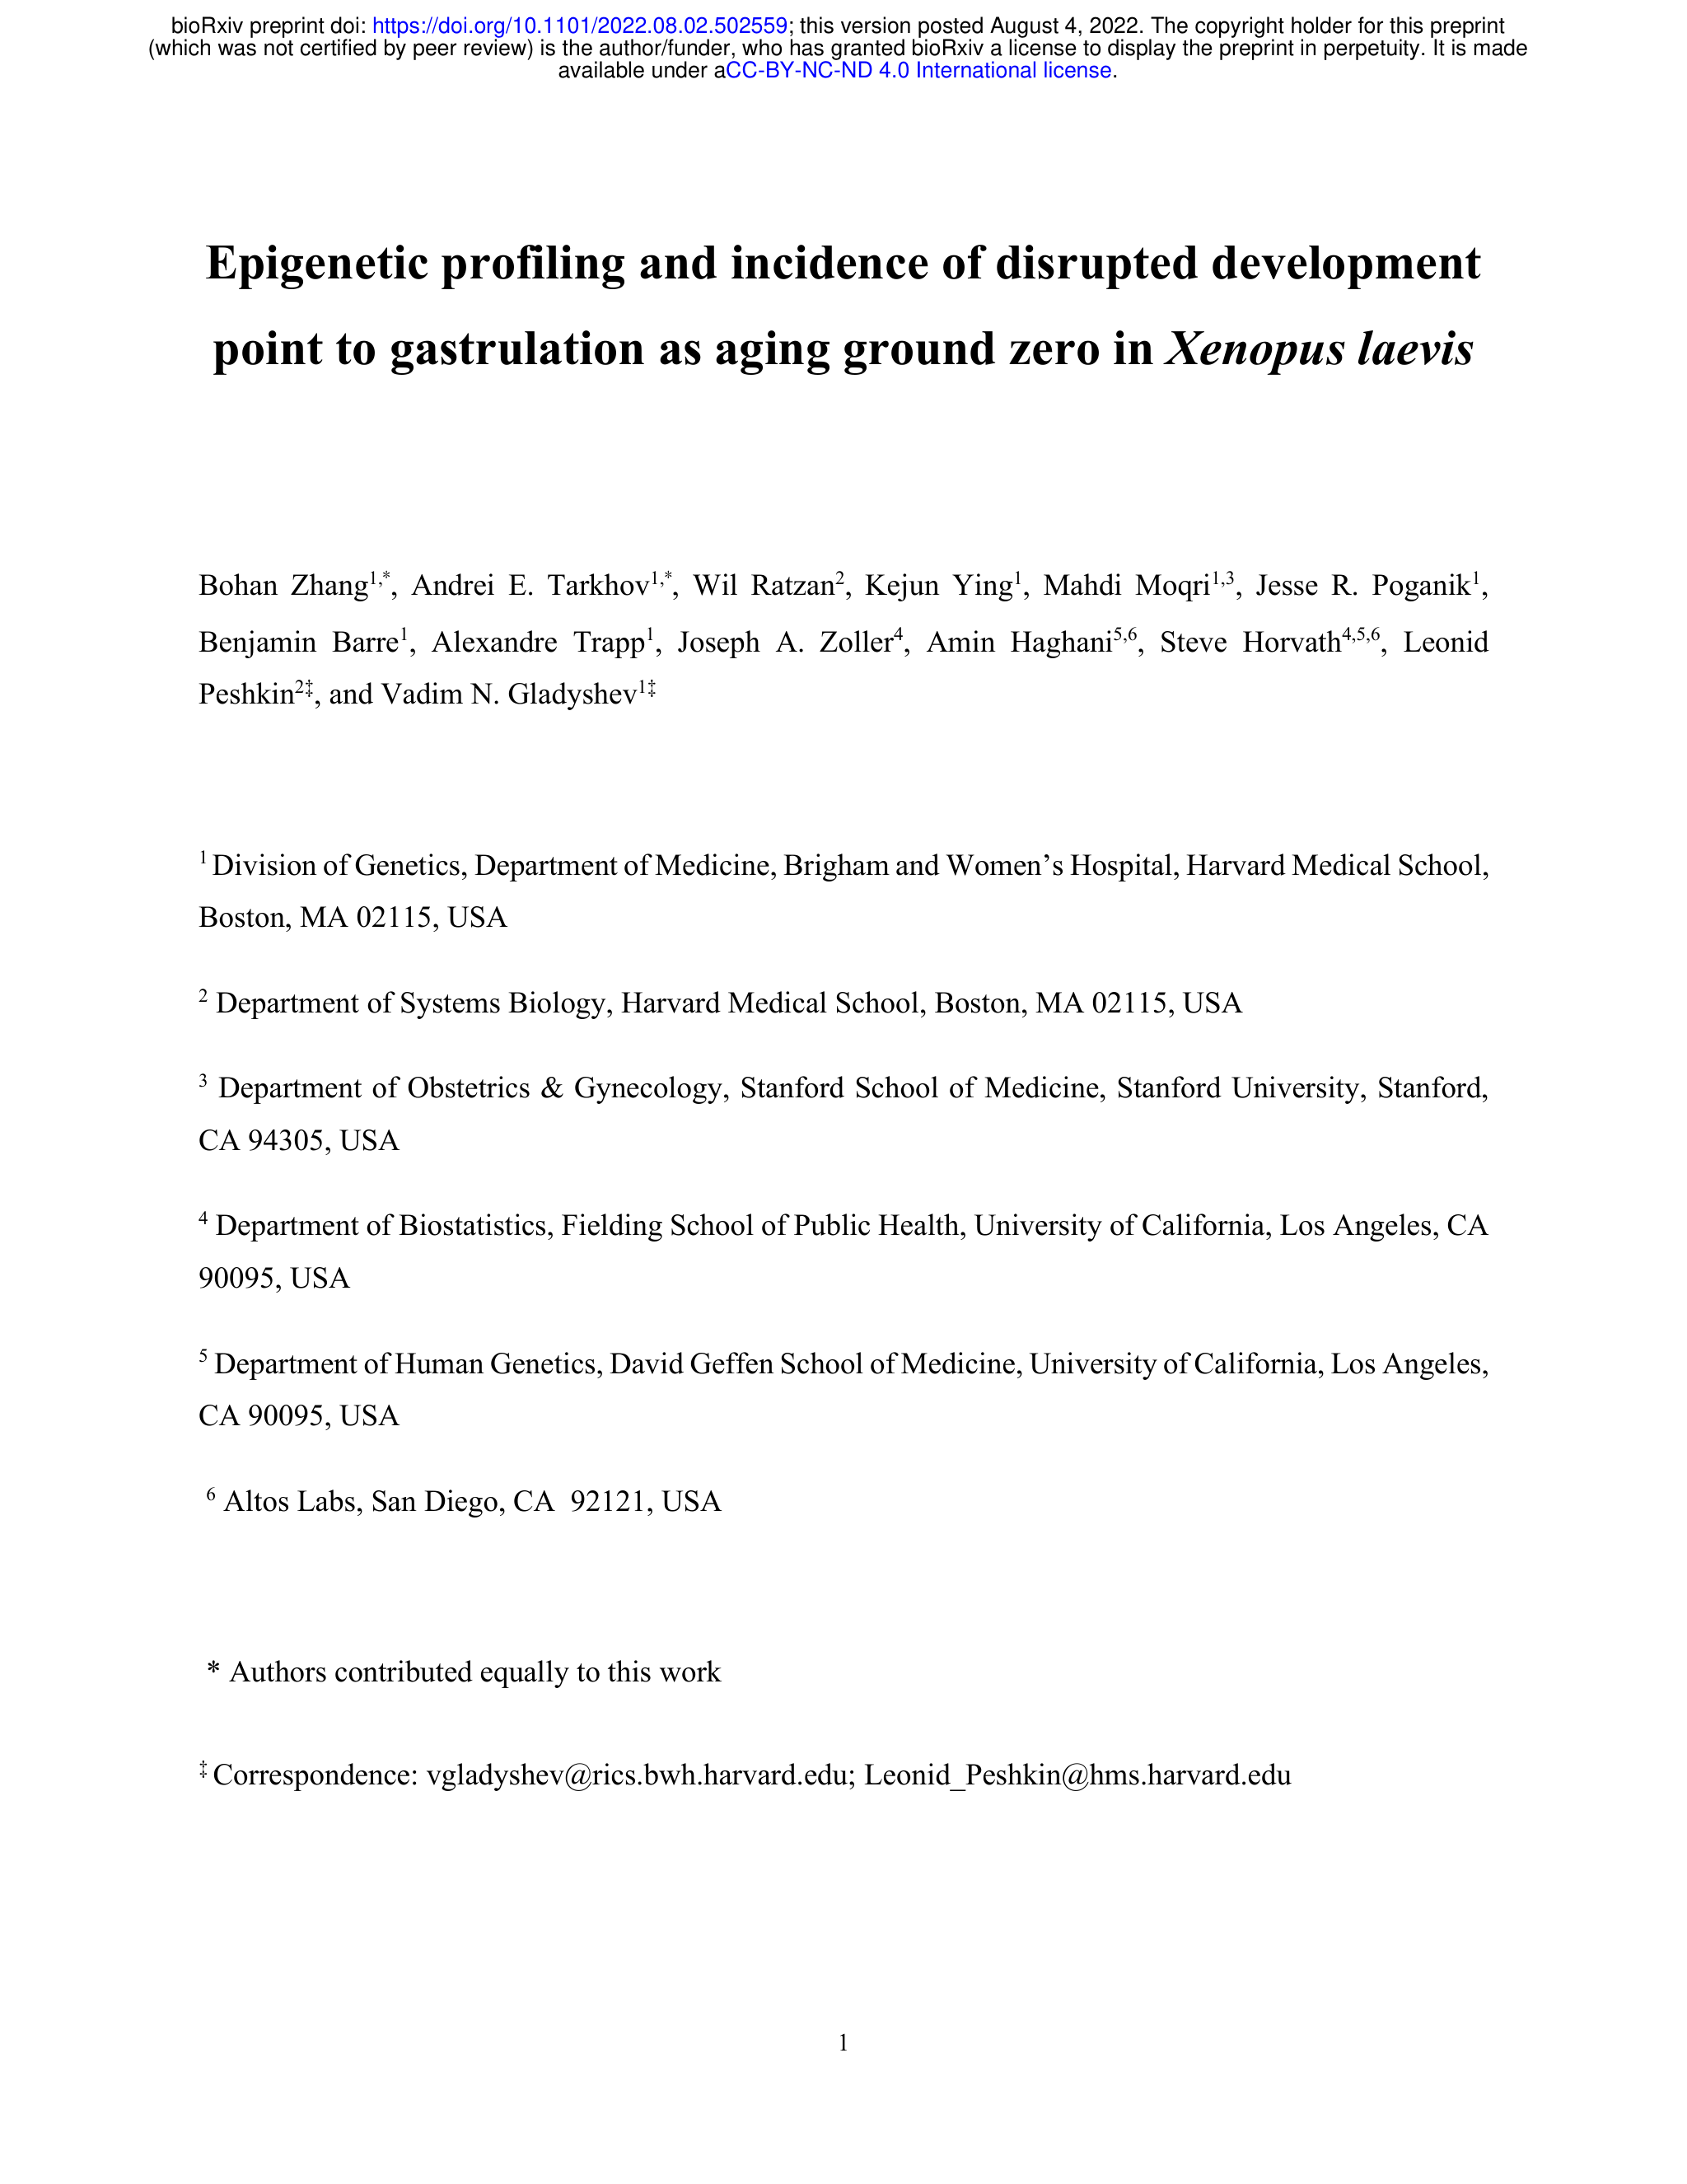 bioRxiv preprint doi: https://doi.org/10.1101/2022.08.02.502559; this version posted August 4, 2022. The copyright holder for this preprint
(which was not certified by peer review) is the author/funder, who has granted bioRxiv a license to display the preprint in perpetuity. It is made
available under aCC-BY-NC-ND 4.0 International license.
Epigenetic profiling and incidence of disrupted development
point to gastrulation as aging ground zero in Xenopus laevis
Bohan Zhang1,*, Andrei E. Tarkhov1,*, Wil Ratzan2, Kejun Ying1, Mahdi Moqri1,3, Jesse R. Poganik1,
Benjamin Barre1, Alexandre Trapp1, Joseph A. Zoller4, Amin Haghani5,6, Steve Horvath4,5,6, Leonid
Peshkin2‡, and Vadim N. Gladyshev1‡
1 Division of Genetics, Department of Medicine, Brigham and Women’s Hospital, Harvard Medical School,
Boston, MA 02115, USA
2 Department of Systems Biology, Harvard Medical School, Boston, MA 02115, USA
3 Department of Obstetrics & Gynecology, Stanford School of Medicine, Stanford University, Stanford,
CA 94305, USA
4 Department of Biostatistics, Fielding School of Public Health, University of California, Los Angeles, CA
90095, USA
5 Department of Human Genetics, David Geffen School of Medicine, University of California, Los Angeles,
CA 90095, USA
6 Altos Labs, San Diego, CA 92121, USA
* Authors contributed equally to this work
‡ Correspondence: vgladyshev@rics.bwh.harvard.edu; Leonid_Peshkin@hms.harvard.edu
1